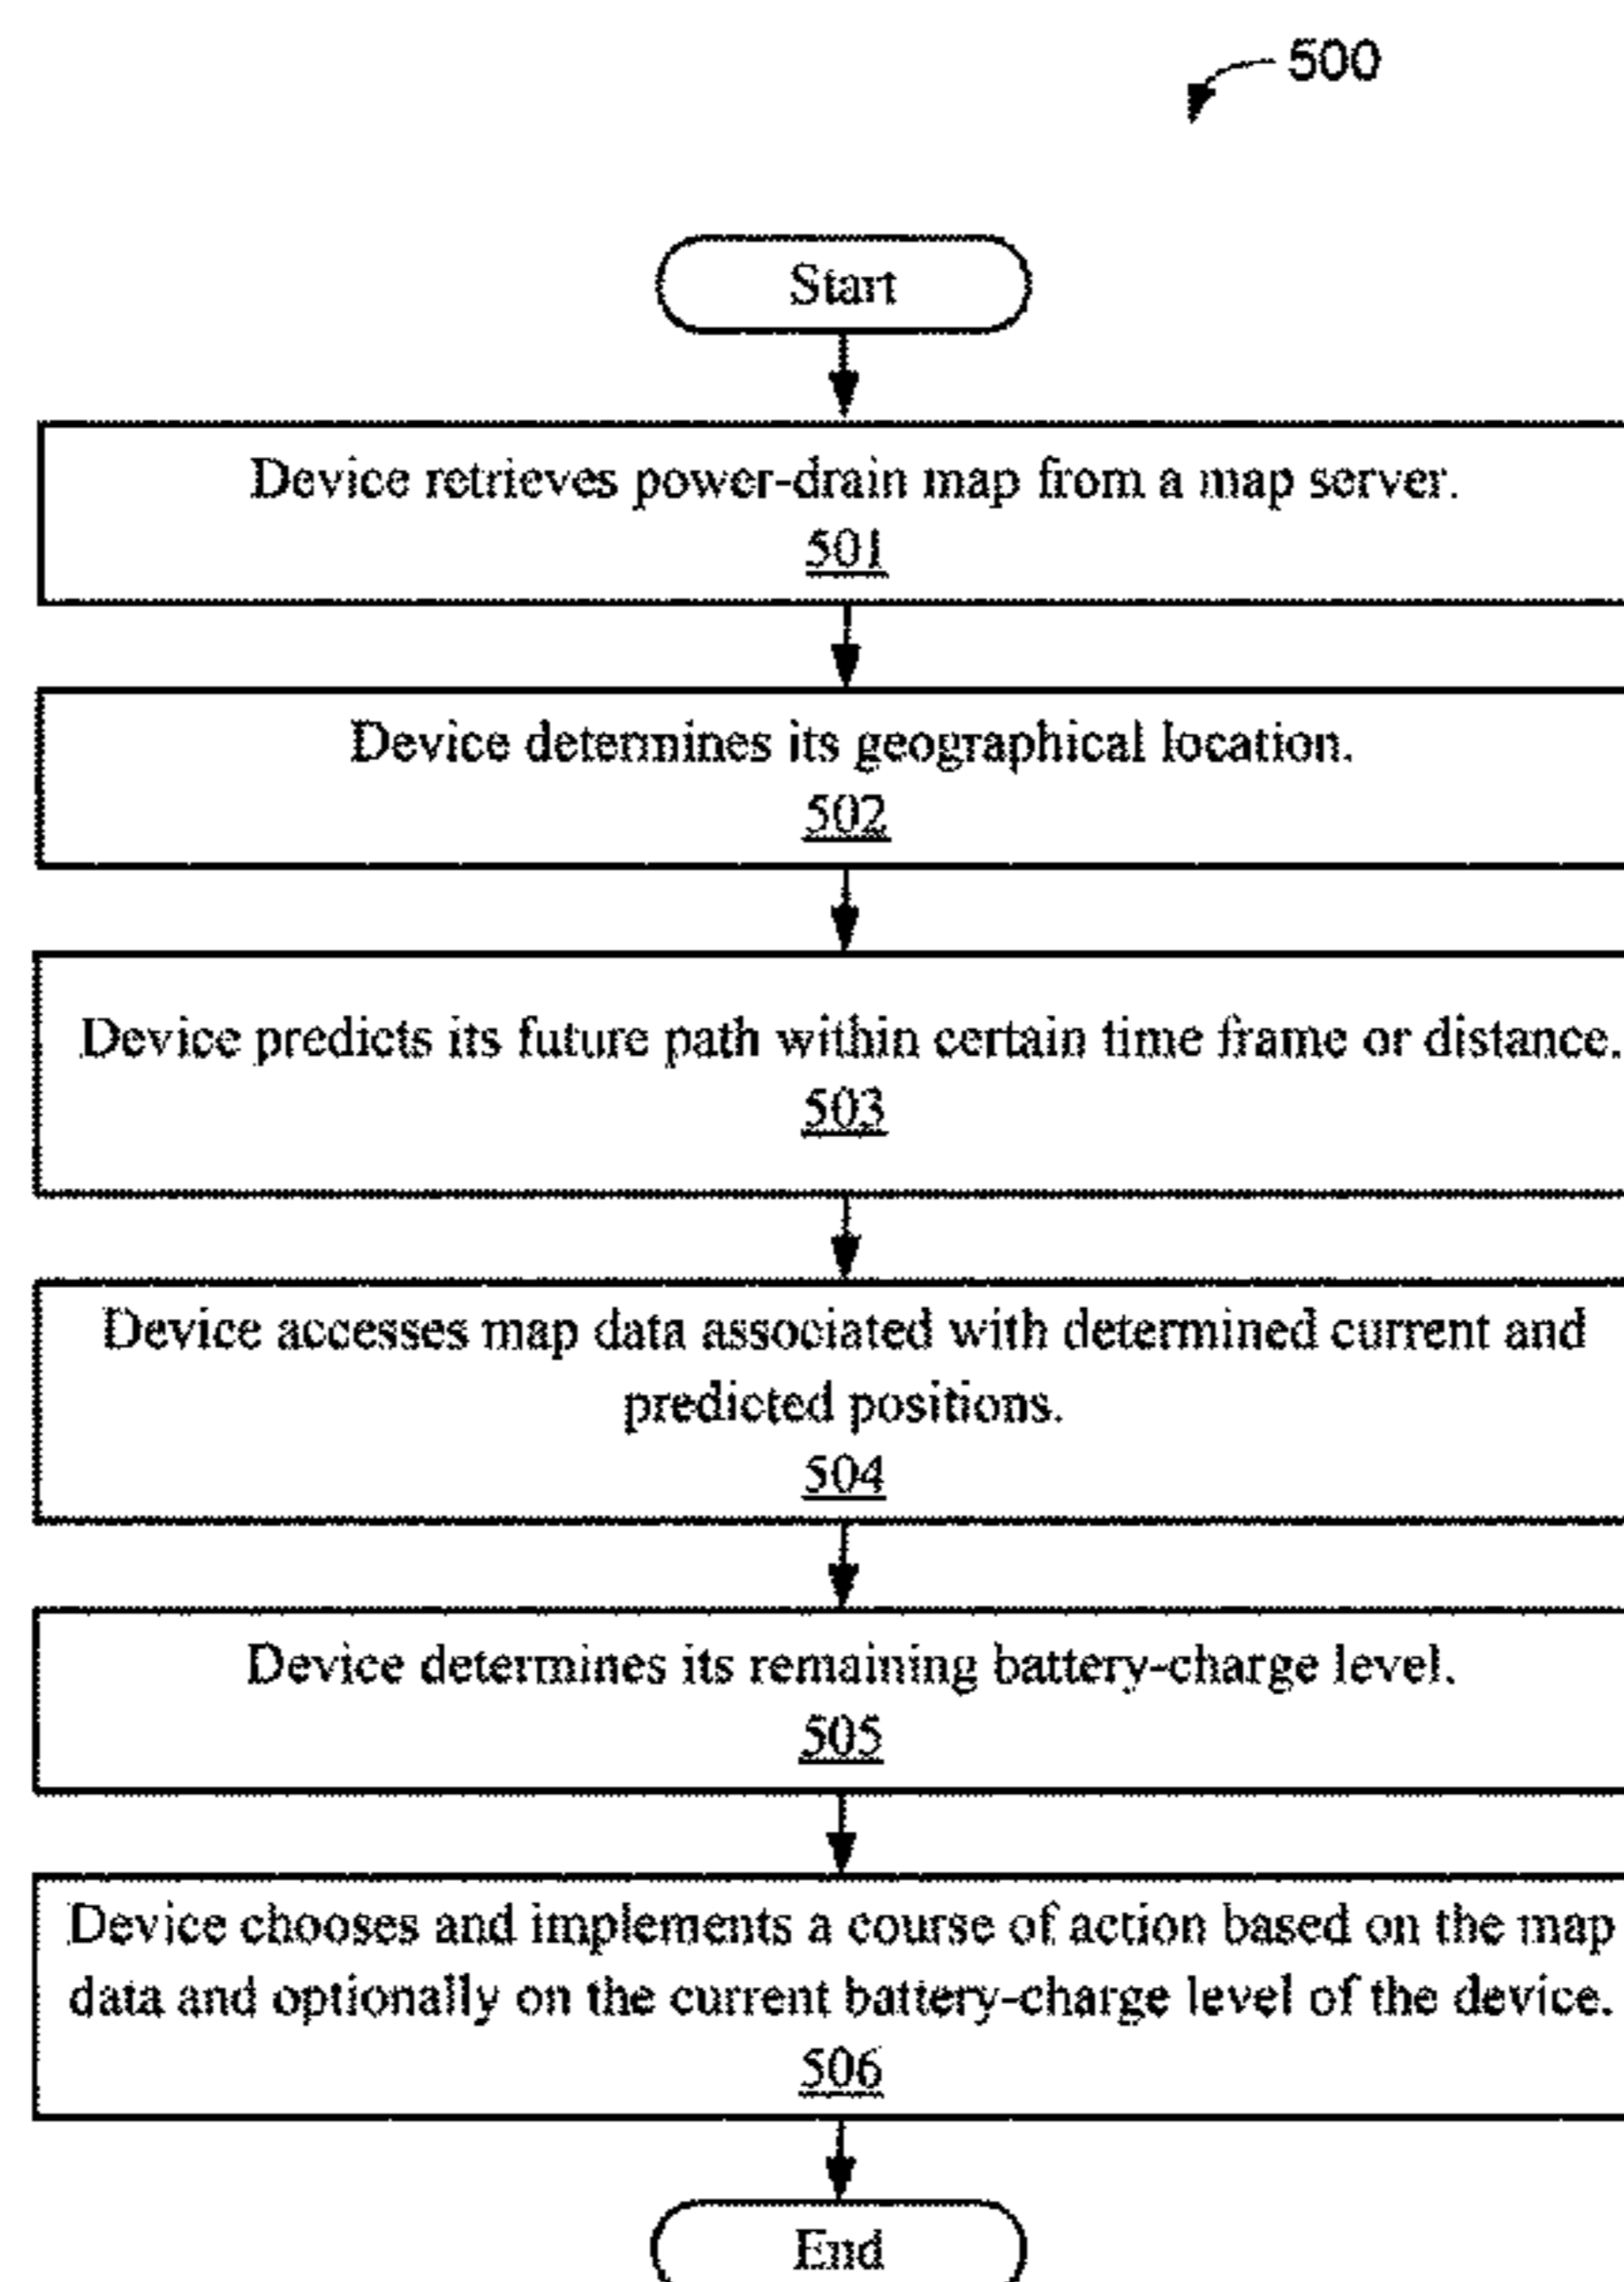 500
Start
Device retrieves power-drain map from a map server.
501
Device determines its geographical location.
502
Device predicts its future path within certain time frame or distance.
503
Device accesses map data associated with determined current and
predicted positions.
504
Device determines its remaining battery-charge level.
505
Device chooses and implements a course of action based on the map
data and optionally on the current battery-charge level of the device.
506
End